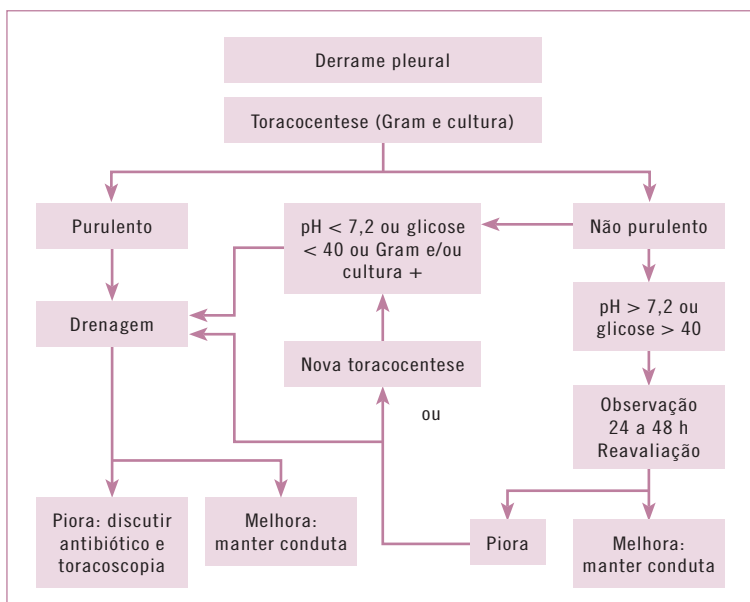 Derrame pleural
Toracocentese (Gram e cultura)
Purulento
pH < 7,2 ou glicose
< 40 ou Gram e/ou
cultura +
Não purulento
Drenagem
pH > 7,2 ou
glicose > 40
Nova toracocentese
ou
Observação
24 a 48 h
Reavaliação
Piora: discutir
antibiótico e
toracoscopia
Melhora:
manter conduta
Piora
Melhora:
manter conduta